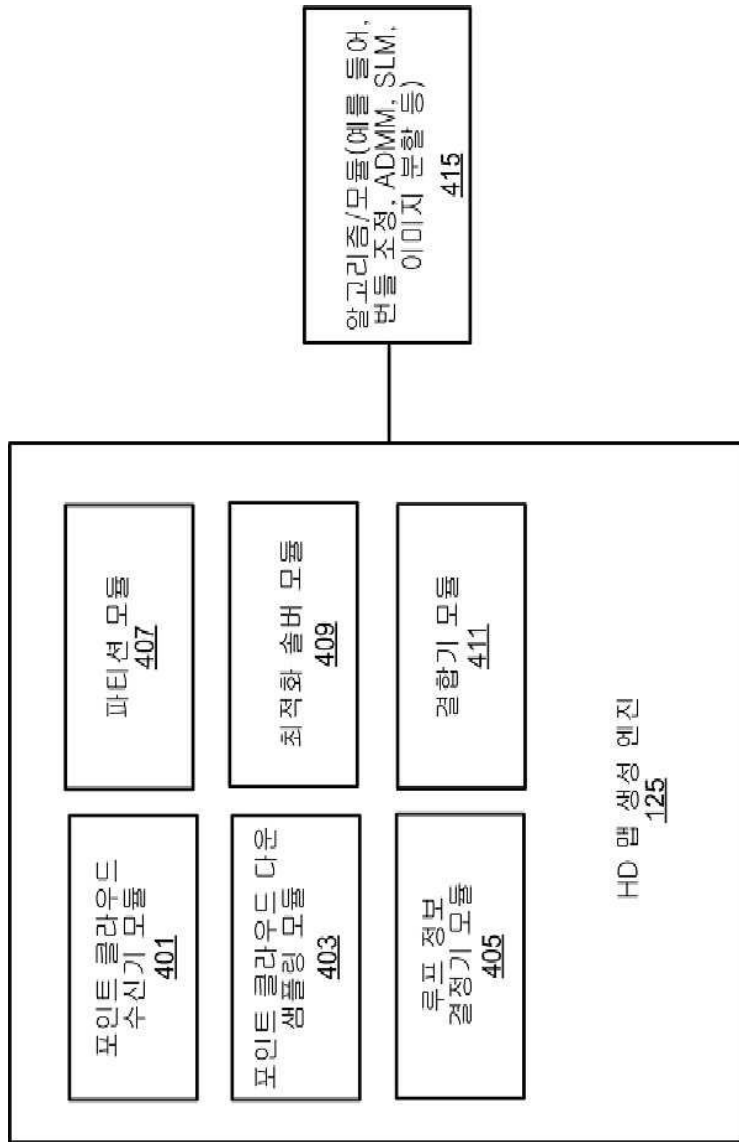 포인트 클라우드
수신기 모듈
401
파티션 모듈
407
포인트 클라우드 다운
샘플링 모듈
403
최적화 솔버 모듈
409
루프 정보
결정기 모듈
405
결합기 모듈
411
HD 맵 생성 엔진
125
알고리즘/모듈(예를 들어,
번들 조정, ADMM, SLM,
이미지 분할 등)
415